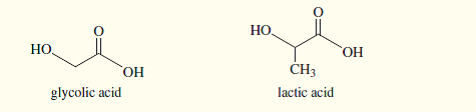 O
HO
OH
glycolic acid
O
HO
OH
CH3
lactic acid